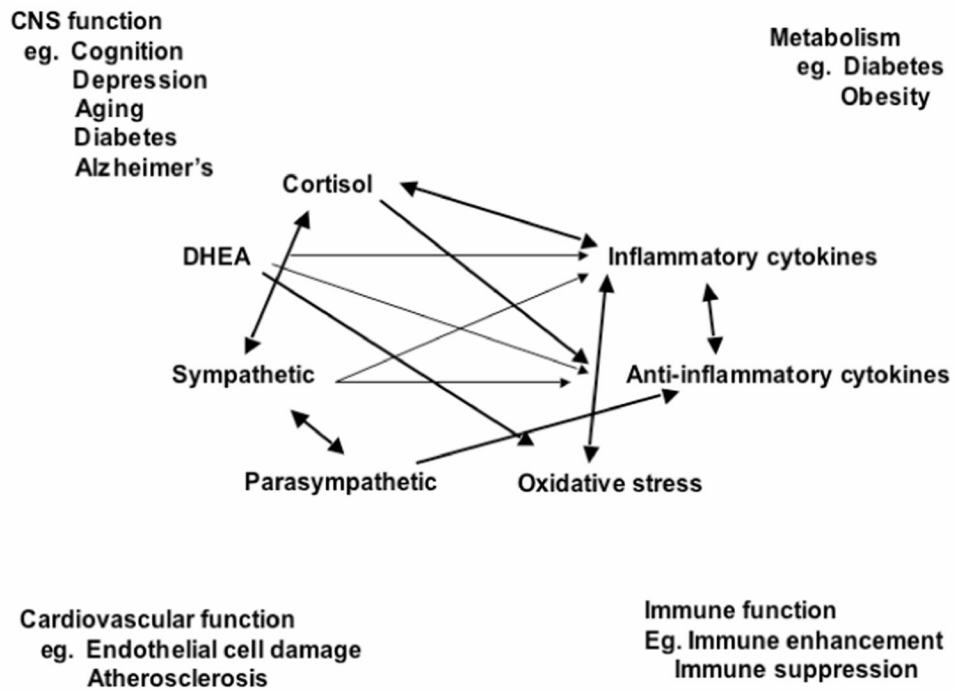 CNS function
eg. Cognition
Depression
Aging
Diabetes
Alzheimer's
Metabolism
eg. Diabetes
Obesity
Cortisol
DHEA
Inflammatory cytokines
Sympathetic
Anti-inflammatory cytokines
Parasympathetic
Oxidative stress
Cardiovascular function
eg. Endothelial cell damage
Atherosclerosis
Immune function
Eg. Immune enhancement
Immune suppression